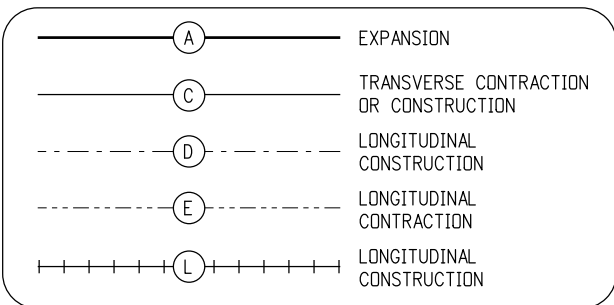 A EXPANSION
C TRANSVERSE CONTRACTION
OR CONSTRUCTION
D LONGITUDINAL
CONSTRUCTION
E LONGITUDINAL
CONTRACTION
L LONGITUDINAL
CONSTRUCTION